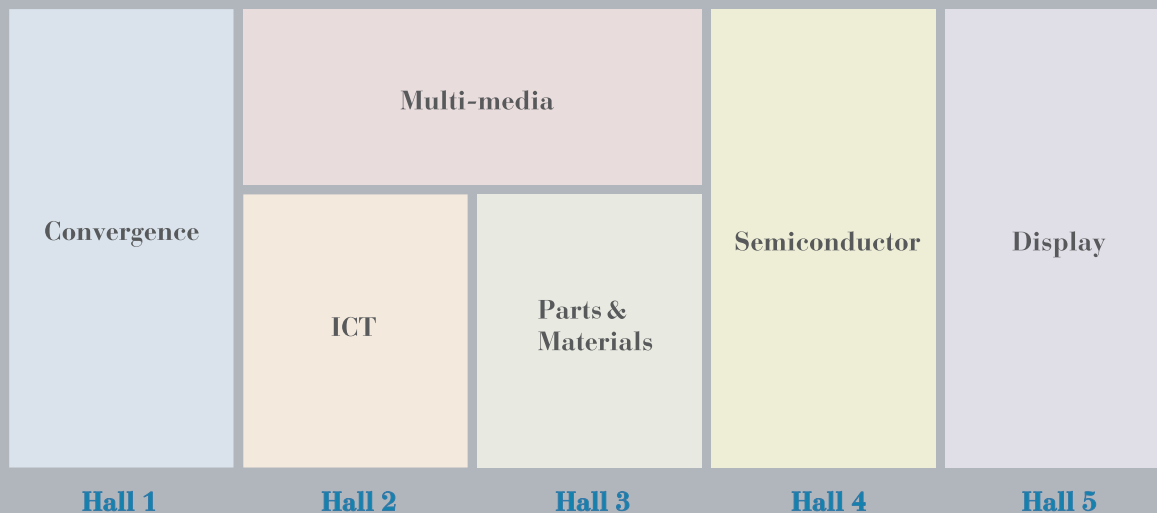 Multi-media
Convergence
Semiconductor
Display
ICT
Parts &
Materials
Hall 1
Hall 2
Hall 3
Hall 4
Hall 5